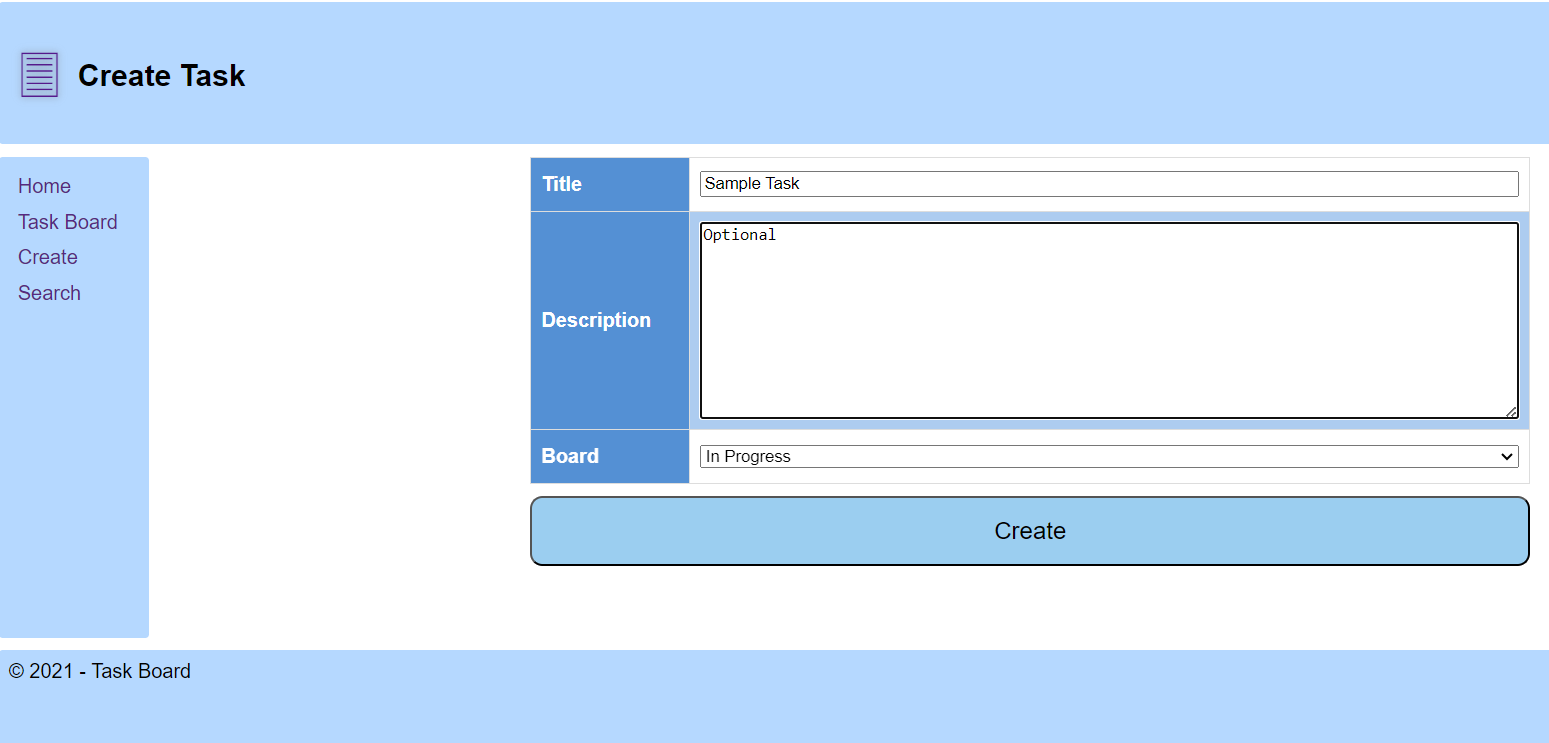 Create Task
Home
Task Board
Create
Search
Title
Sample Task
Description
Optional
Board
In Progress
Create
© 2021 - Task Board